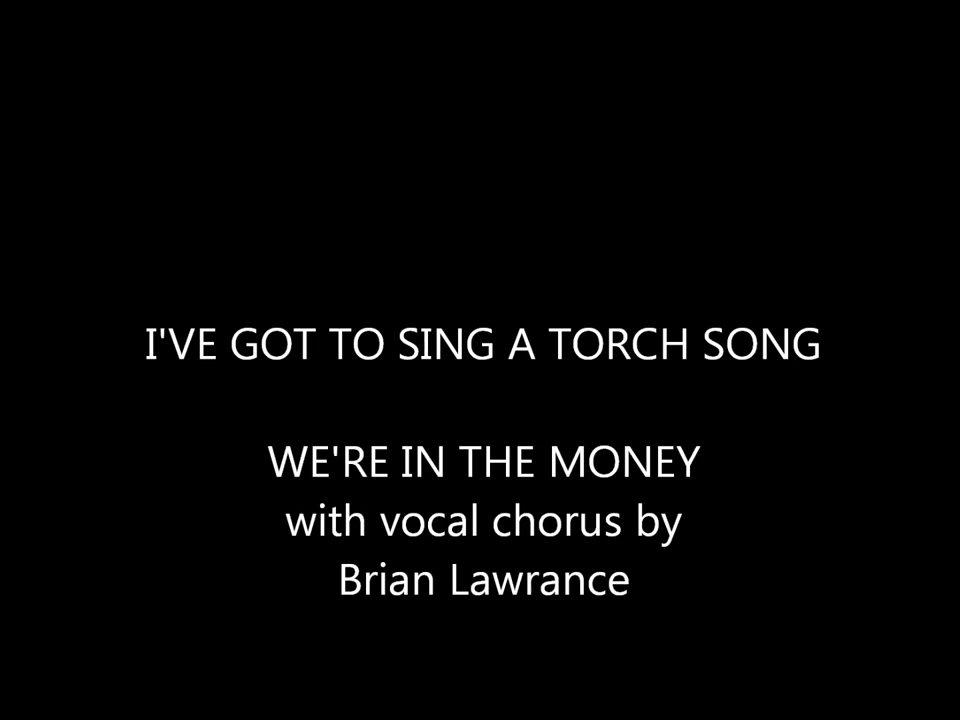 I'VE GOT TO SING A TORCH SONG
WE'RE IN THE MONEY
with vocal chorus by
Brian Lawrance